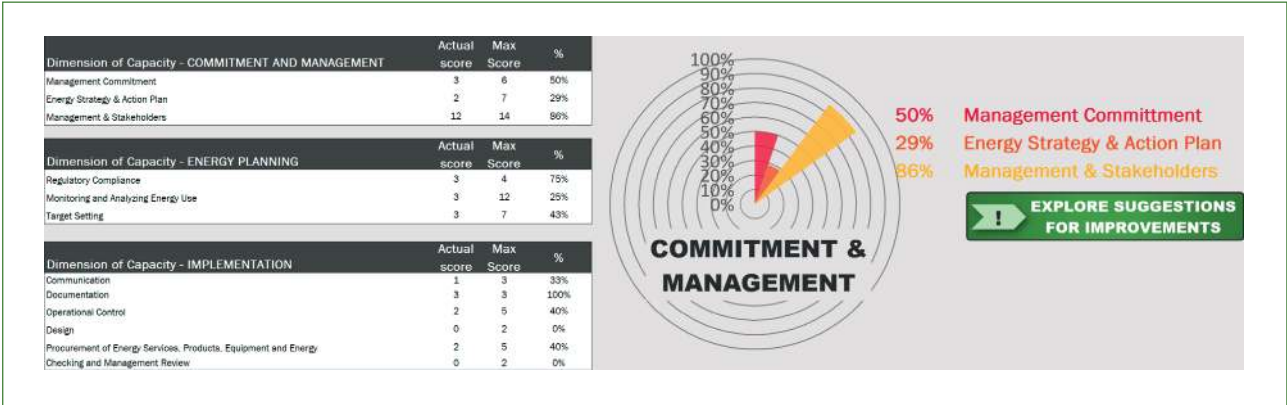 Dimension of Capacity - COMMITMENT AND MANAGEMENT Actual score Max Score %
Management Commitment 3 6 50%
Energy Strategy & Action Plan 2 7 29%
Management & Stakeholders 12 14 86%
Dimension of Capacity - ENERGY PLANNING Actual score Max Score %
Regulatory Compliance 3 4 75%
Monitoring and Analyzing Energy Use 3 12 25%
Target Setting 3 7 43%
Dimension of Capacity - IMPLEMENTATION Actual score Max Score %
Communication 1 3 33%
Documentation 3 3 100%
Operational Control 2 5 40%
Design 0 2 0%
Procurement of Energy Services, Products, Equipment and Energy 2 5 40%
Checking and Management Review 0 2 0%
100%
90%
80%
70%
60%
50%
40%
30%
20%
10%
0%
COMMITMENT &
MANAGEMENT
50% Management Committment
29% Energy Strategy & Action Plan
86% Management & Stakeholders
! EXPLORE SUGGESTIONS
FOR IMPROVEMENTS